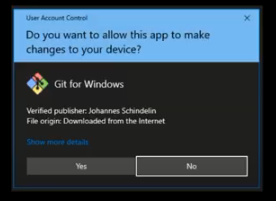 User Account Control
Do you want to allow this app to make
changes to your device?
Git for Windows
Verified publisher: Johannes Schindelin
File origin: Downloaded from the Internet
Show more details
Yes
No